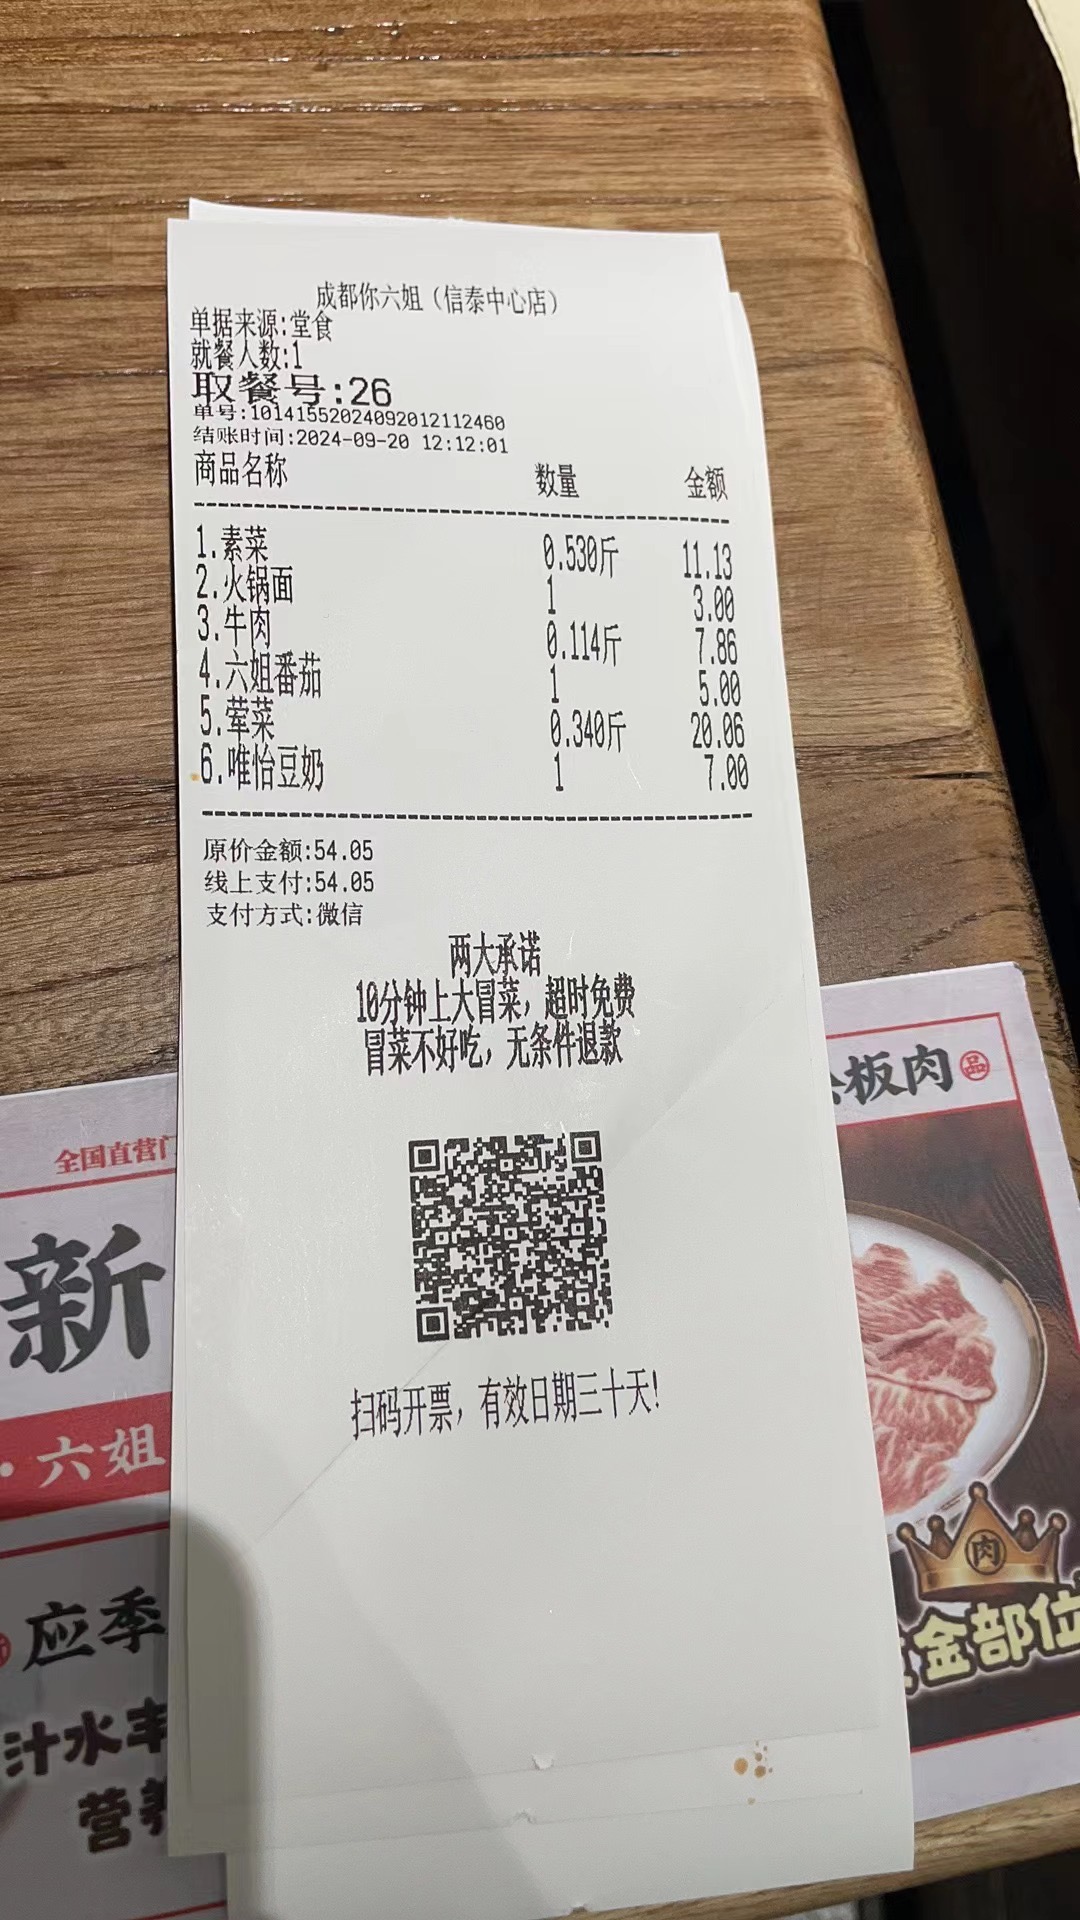 成都你六姐（信泰中心店）
单据来源:堂食
就餐人数:1
取餐号:26
单号:10141552024092012112460
结账时间:2024-09-20 12:12:01
商品名称 数量 金额
1.素菜 0.530斤 11.13
2.火锅面 1 3.00
3.牛肉 0.114斤 7.86
4.六姐番茄 1 5.00
5.荤菜 0.340斤 20.06
6.唯怡豆奶 1 7.00
原价金额:54.05
线上支付:54.05
支付方式:微信
两大承诺
10分钟上大冒菜，超时免费
冒菜不好吃，无条件退款
扫码开票，有效日期三十天!
全国直营
新
·六姐
应季
汁水丰
营养
板肉
品
肉
金部位